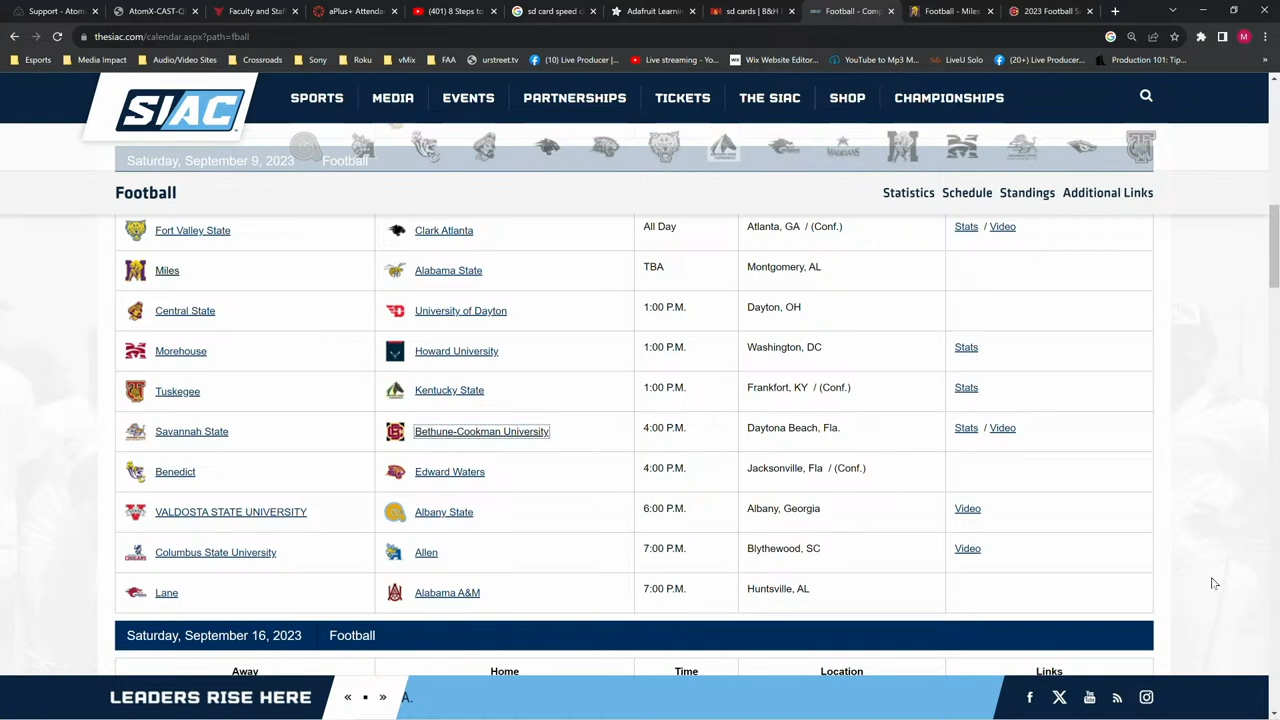 Support - Atom
AtomX-CAST-Q
Faculty and Staf
aPlus+ Attendan
(401) 8 Steps to
sd card speed c
Adafruit Learnin
sd cards | B&H
Football - Comp
Football - Miles
2023 Football S
thesiac.com/calendar.aspx?path=fball
M
Esports Media Impact Audio/Video Sites Crossroads Sony Roku vMix FAA urstreet.tv (10) Live Producer |... Live streaming - Yo... Wix Website Editor... YouTube to Mp3 M... LiveU Solo (20+) Live Producer... Production 101: Tip... »
SIAC SPORTS MEDIA EVENTS PARTNERSHIPS TICKETS THE SIAC SHOP CHAMPIONSHIPS
Saturday, September 9, 2023 Football
Football Statistics Schedule Standings Additional Links
Fort Valley State Clark Atlanta All Day Atlanta, GA / (Conf.) Stats / Video
Miles Alabama State TBA Montgomery, AL
Central State University of Dayton 1:00 P.M. Dayton, OH
Morehouse Howard University 1:00 P.M. Washington, DC Stats
Tuskegee Kentucky State 1:00 P.M. Frankfort, KY / (Conf.) Stats
Savannah State Bethune-Cookman University 4:00 P.M. Daytona Beach, Fla. Stats / Video
Benedict Edward Waters 4:00 P.M. Jacksonville, Fla / (Conf.)
VALDOSTA STATE UNIVERSITY Albany State 6:00 P.M. Albany, Georgia Video
Columbus State University Allen 7:00 P.M. Blythewood, SC Video
Lane Alabama A&M 7:00 P.M. Huntsville, AL
Saturday, September 16, 2023 Football
Away Home Time Location Links
LEADERS RISE HERE « ▪ » A.